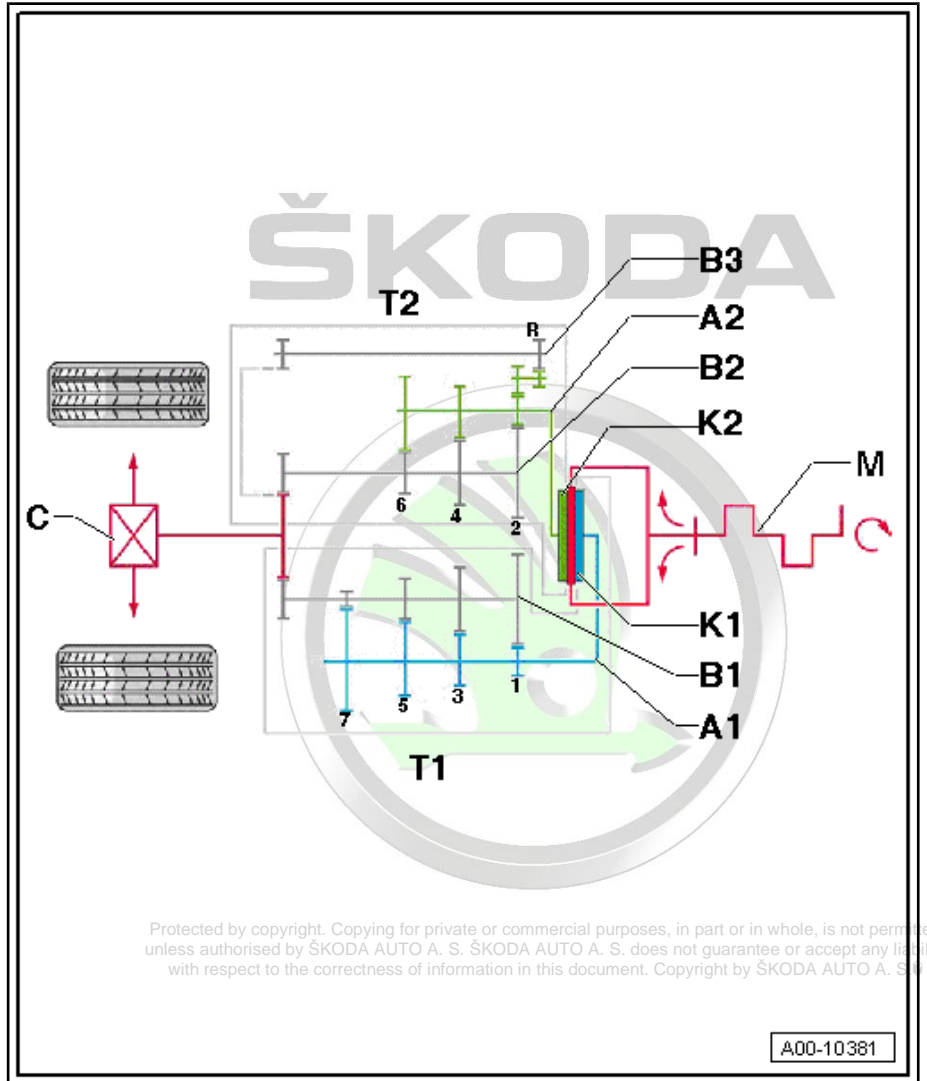 ŠKODA
B3
T2
A2
R
B2
K2
M
C
6
4
2
K1
B1
1
3
5
7
A1
T1
Protected by copyright. Copying for private or commercial purposes, in part or in whole, is not
unless authorised by ŠKODA AUTO A. S. ŠKODA AUTO A. S. does not guarantee or accept any
with respect to the correctness of information in this document. Copyright by ŠKODA AUTO A.
A00-10381